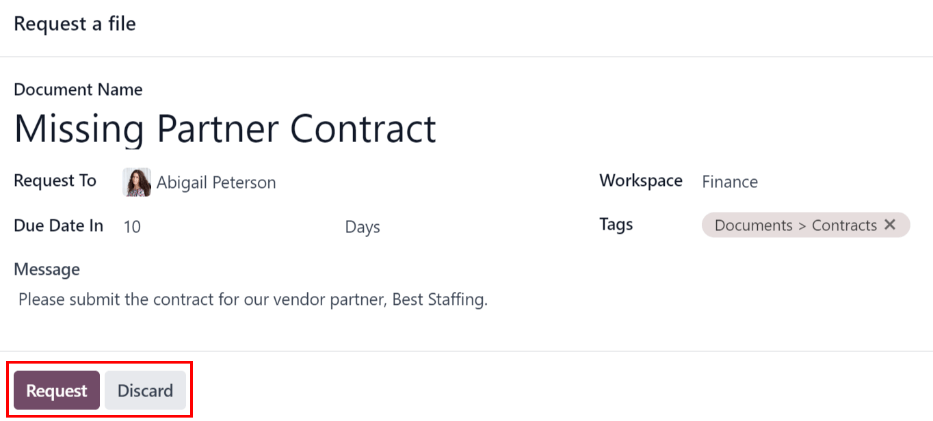 Request a file
Document Name
Missing Partner Contract
Request To Abigail Peterson Workspace Finance
Due Date In 10 Days Tags Documents > Contracts ✕
Message
Please submit the contract for our vendor partner, Best Staffing.
Request Discard